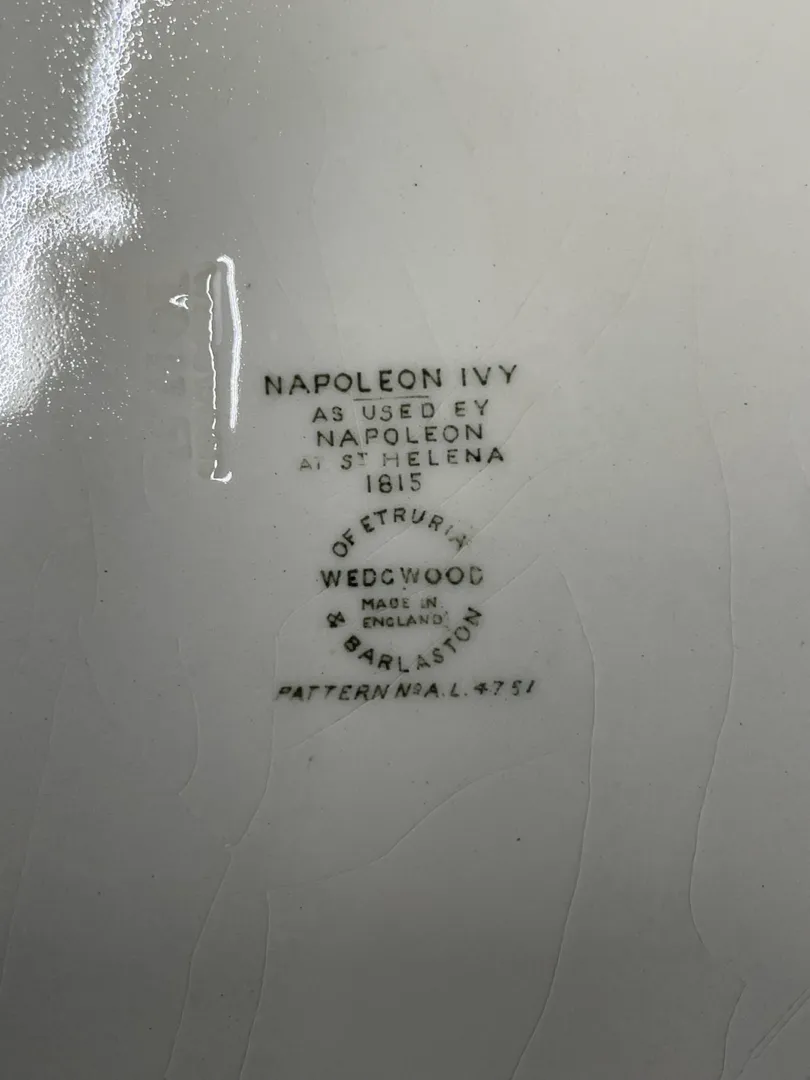 NAPOLEON IVY
AS USED BY
NAPOLEON
AT ST HELENA
1815
OF ETRURIA
WEDGWOOD
MADE IN
ENGLAND
& BARLASTON
PATTERN No A.L. 4751